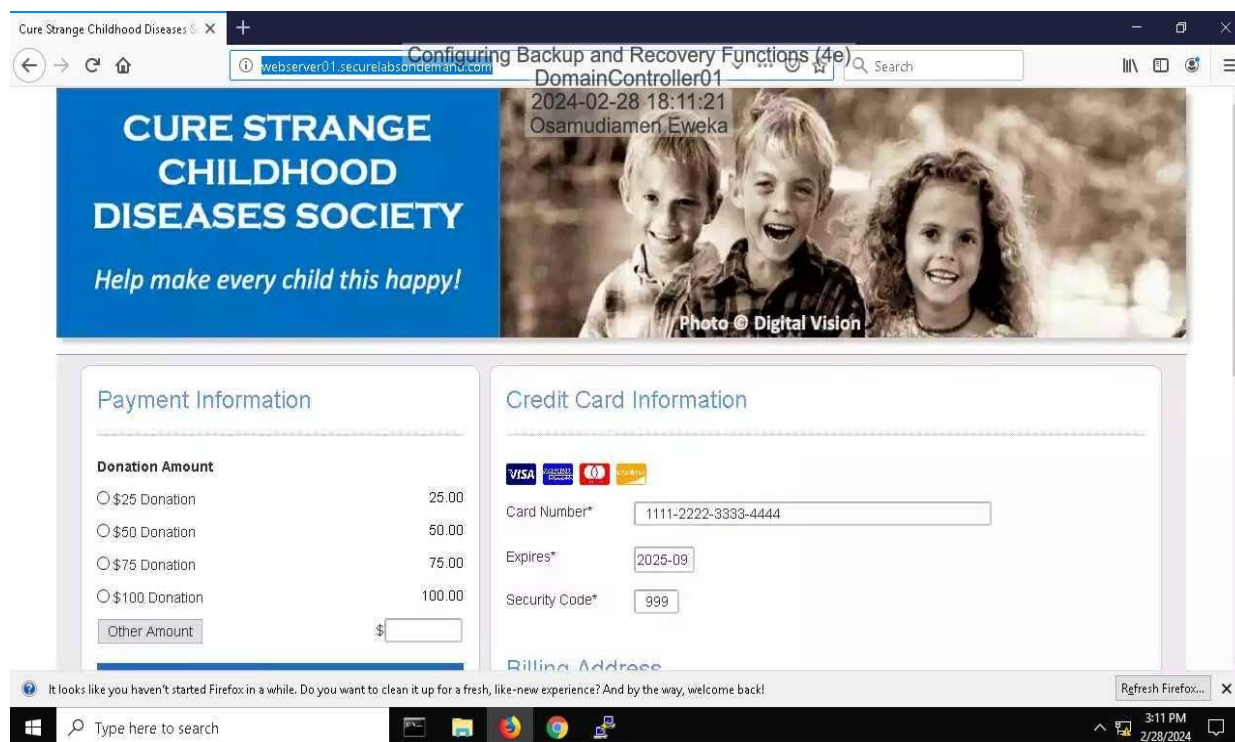 Cure Strange Childhood Diseases S
webserver01.securelabsondemand.com
Search
Configuring Backup and Recovery Functions (4e)
DomainController01
2024-02-28 18:11:21
Osamudiamen Eweka
CURE STRANGE
CHILDHOOD
DISEASES SOCIETY
Help make every child this happy!
Photo © Digital Vision
Payment Information
Donation Amount
$25 Donation 25.00
$50 Donation 50.00
$75 Donation 75.00
$100 Donation 100.00
Other Amount $
Credit Card Information
VISA
Card Number* 1111-2222-3333-4444
Expires* 2025-09
Security Code* 999
Billing Address
It looks like you haven't started Firefox in a while. Do you want to clean it up for a fresh, like-new experience? And by the way, welcome back!
Refresh Firefox...
Type here to search
3:11 PM
2/28/2024